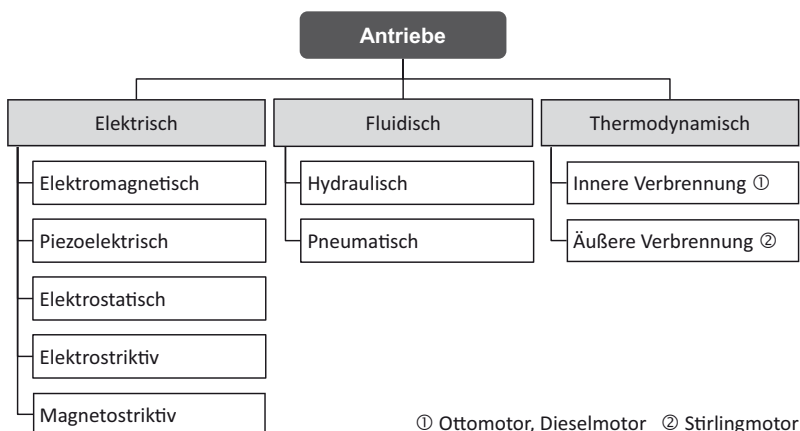 Antriebe
Elektrisch
Elektromagnetisch
Piezoelektrisch
Elektrostatisch
Elektrostriktiv
Magnetostriktiv
Fluidisch
Hydraulisch
Pneumatisch
Thermodynamisch
Innere Verbrennung ①
Äußere Verbrennung ②
① Ottomotor, Dieselmotor ② Stirlingmotor